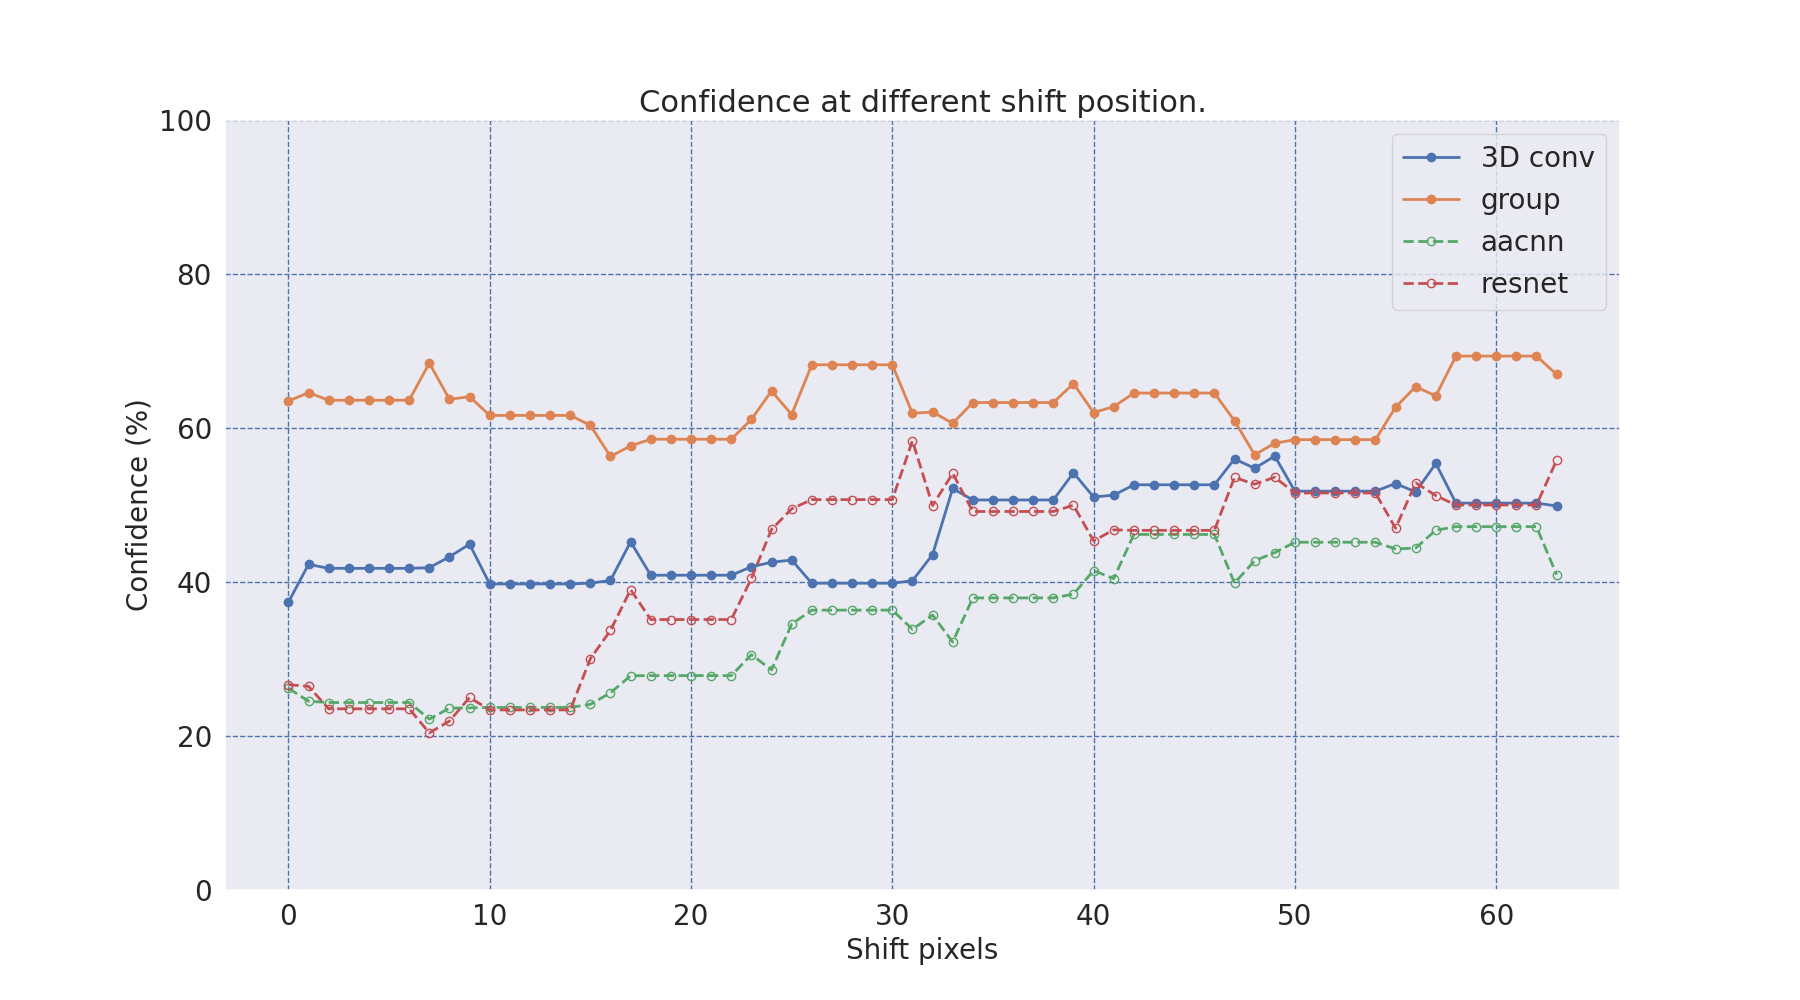 Confidence at different shift position.
100
80
60
40
20
0
Confidence (%)
3D conv
group
aacnn
resnet
0 10 20 30 40 50 60
Shift pixels